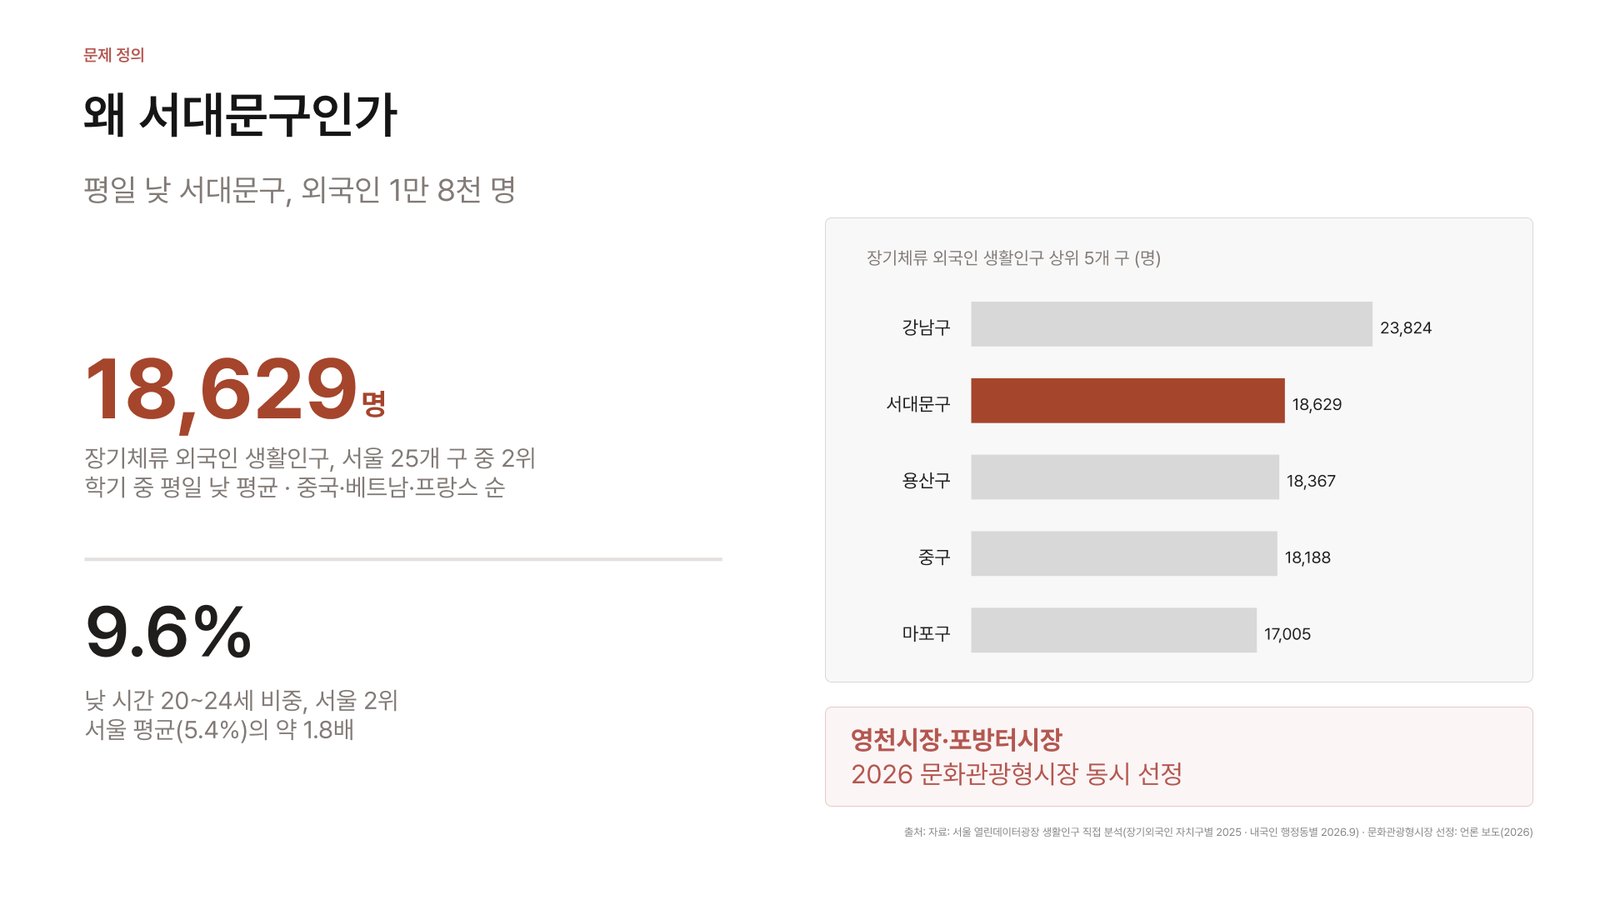 문제 정의
왜 서대문구인가
평일 낮 서대문구, 외국인 1만 8천 명
18,629명
장기체류 외국인 생활인구, 서울 25개 구 중 2위
학기 중 평일 낮 평균 · 중국·베트남·프랑스 순
9.6%
낮 시간 20~24세 비중, 서울 2위
서울 평균(5.4%)의 약 1.8배
장기체류 외국인 생활인구 상위 5개 구 (명)
강남구 23,824
서대문구 18,629
용산구 18,367
중구 18,188
마포구 17,005
영천시장·포방터시장
2026 문화관광형시장 동시 선정
출처: 자료: 서울 열린데이터광장 생활인구 직접 분석(장기외국인 자치구별 2025 · 내국인 행정동별 2026.9) · 문화관광형시장 선정: 언론 보도(2026)